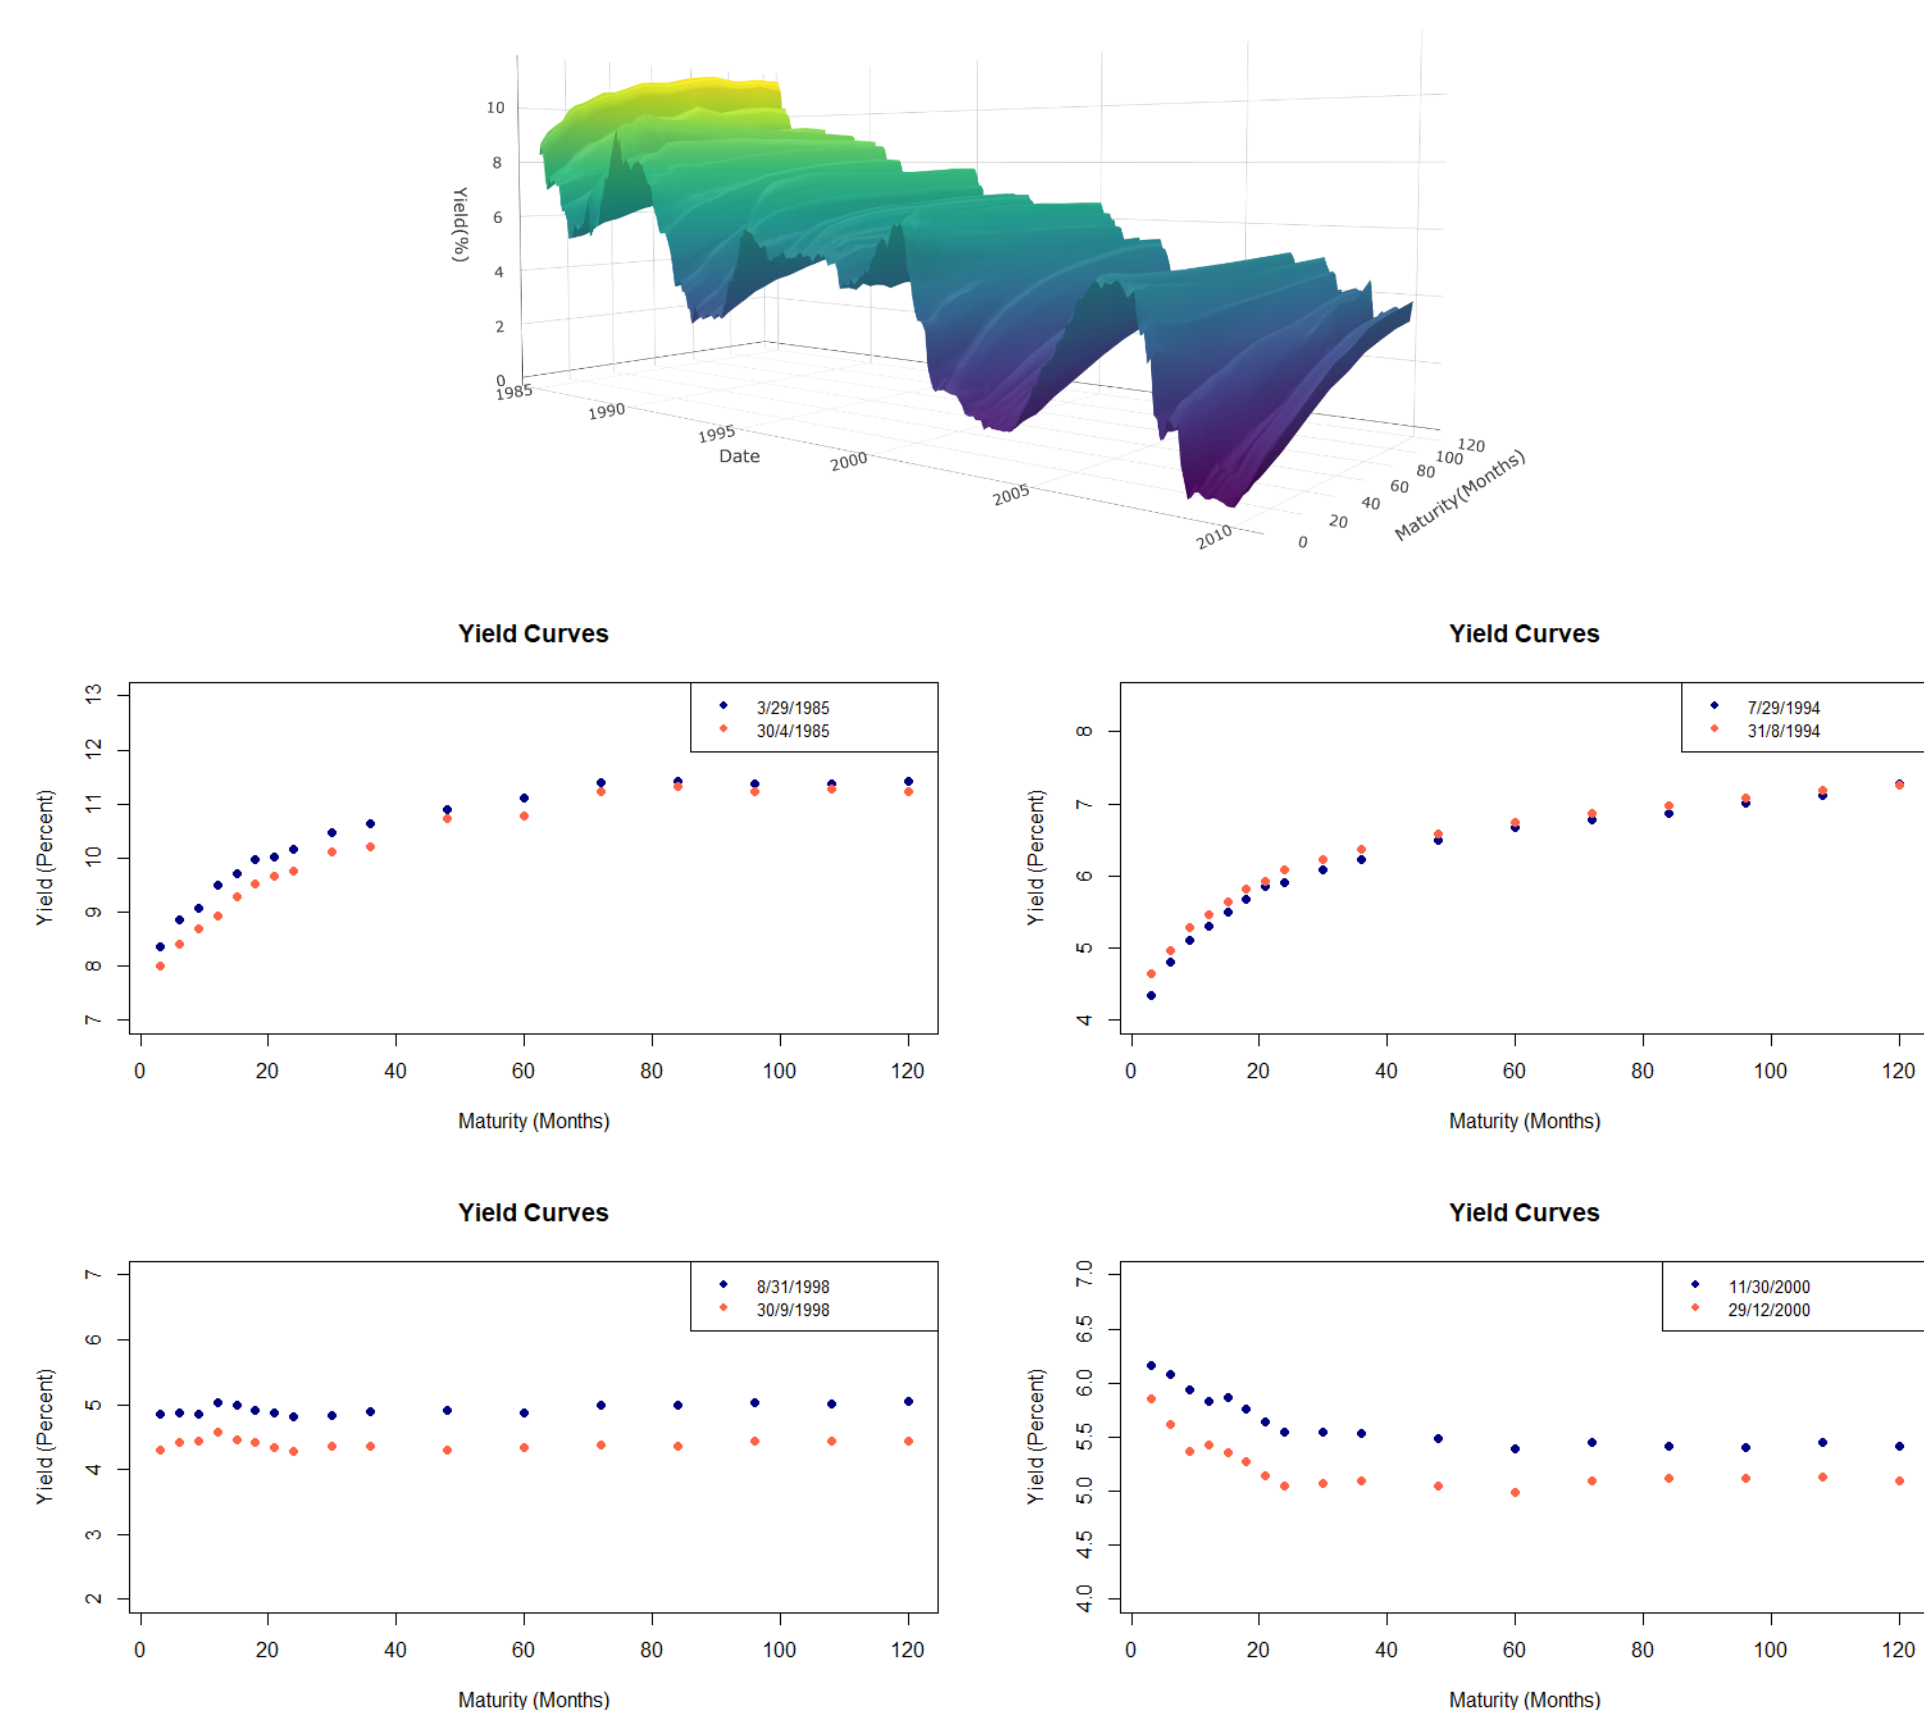 10
8
6
4
2
0
Yield(%)
1985
1990
1995
2000
2005
2010
Date
0
20
40
60
80
100
120
Maturity(Months)
Yield Curves
3/29/1985
30/4/1985
13
12
11
10
9
8
7
Yield (Percent)
0 20 40 60 80 100 120
Maturity (Months)
Yield Curves
7/29/1994
31/8/1994
8
7
6
5
4
Yield (Percent)
0 20 40 60 80 100 120
Maturity (Months)
Yield Curves
8/31/1998
30/9/1998
7
6
5
4
3
2
Yield (Percent)
0 20 40 60 80 100 120
Maturity (Months)
Yield Curves
11/30/2000
29/12/2000
7.0
6.5
6.0
5.5
5.0
4.5
4.0
Yield (Percent)
0 20 40 60 80 100 120
Maturity (Months)